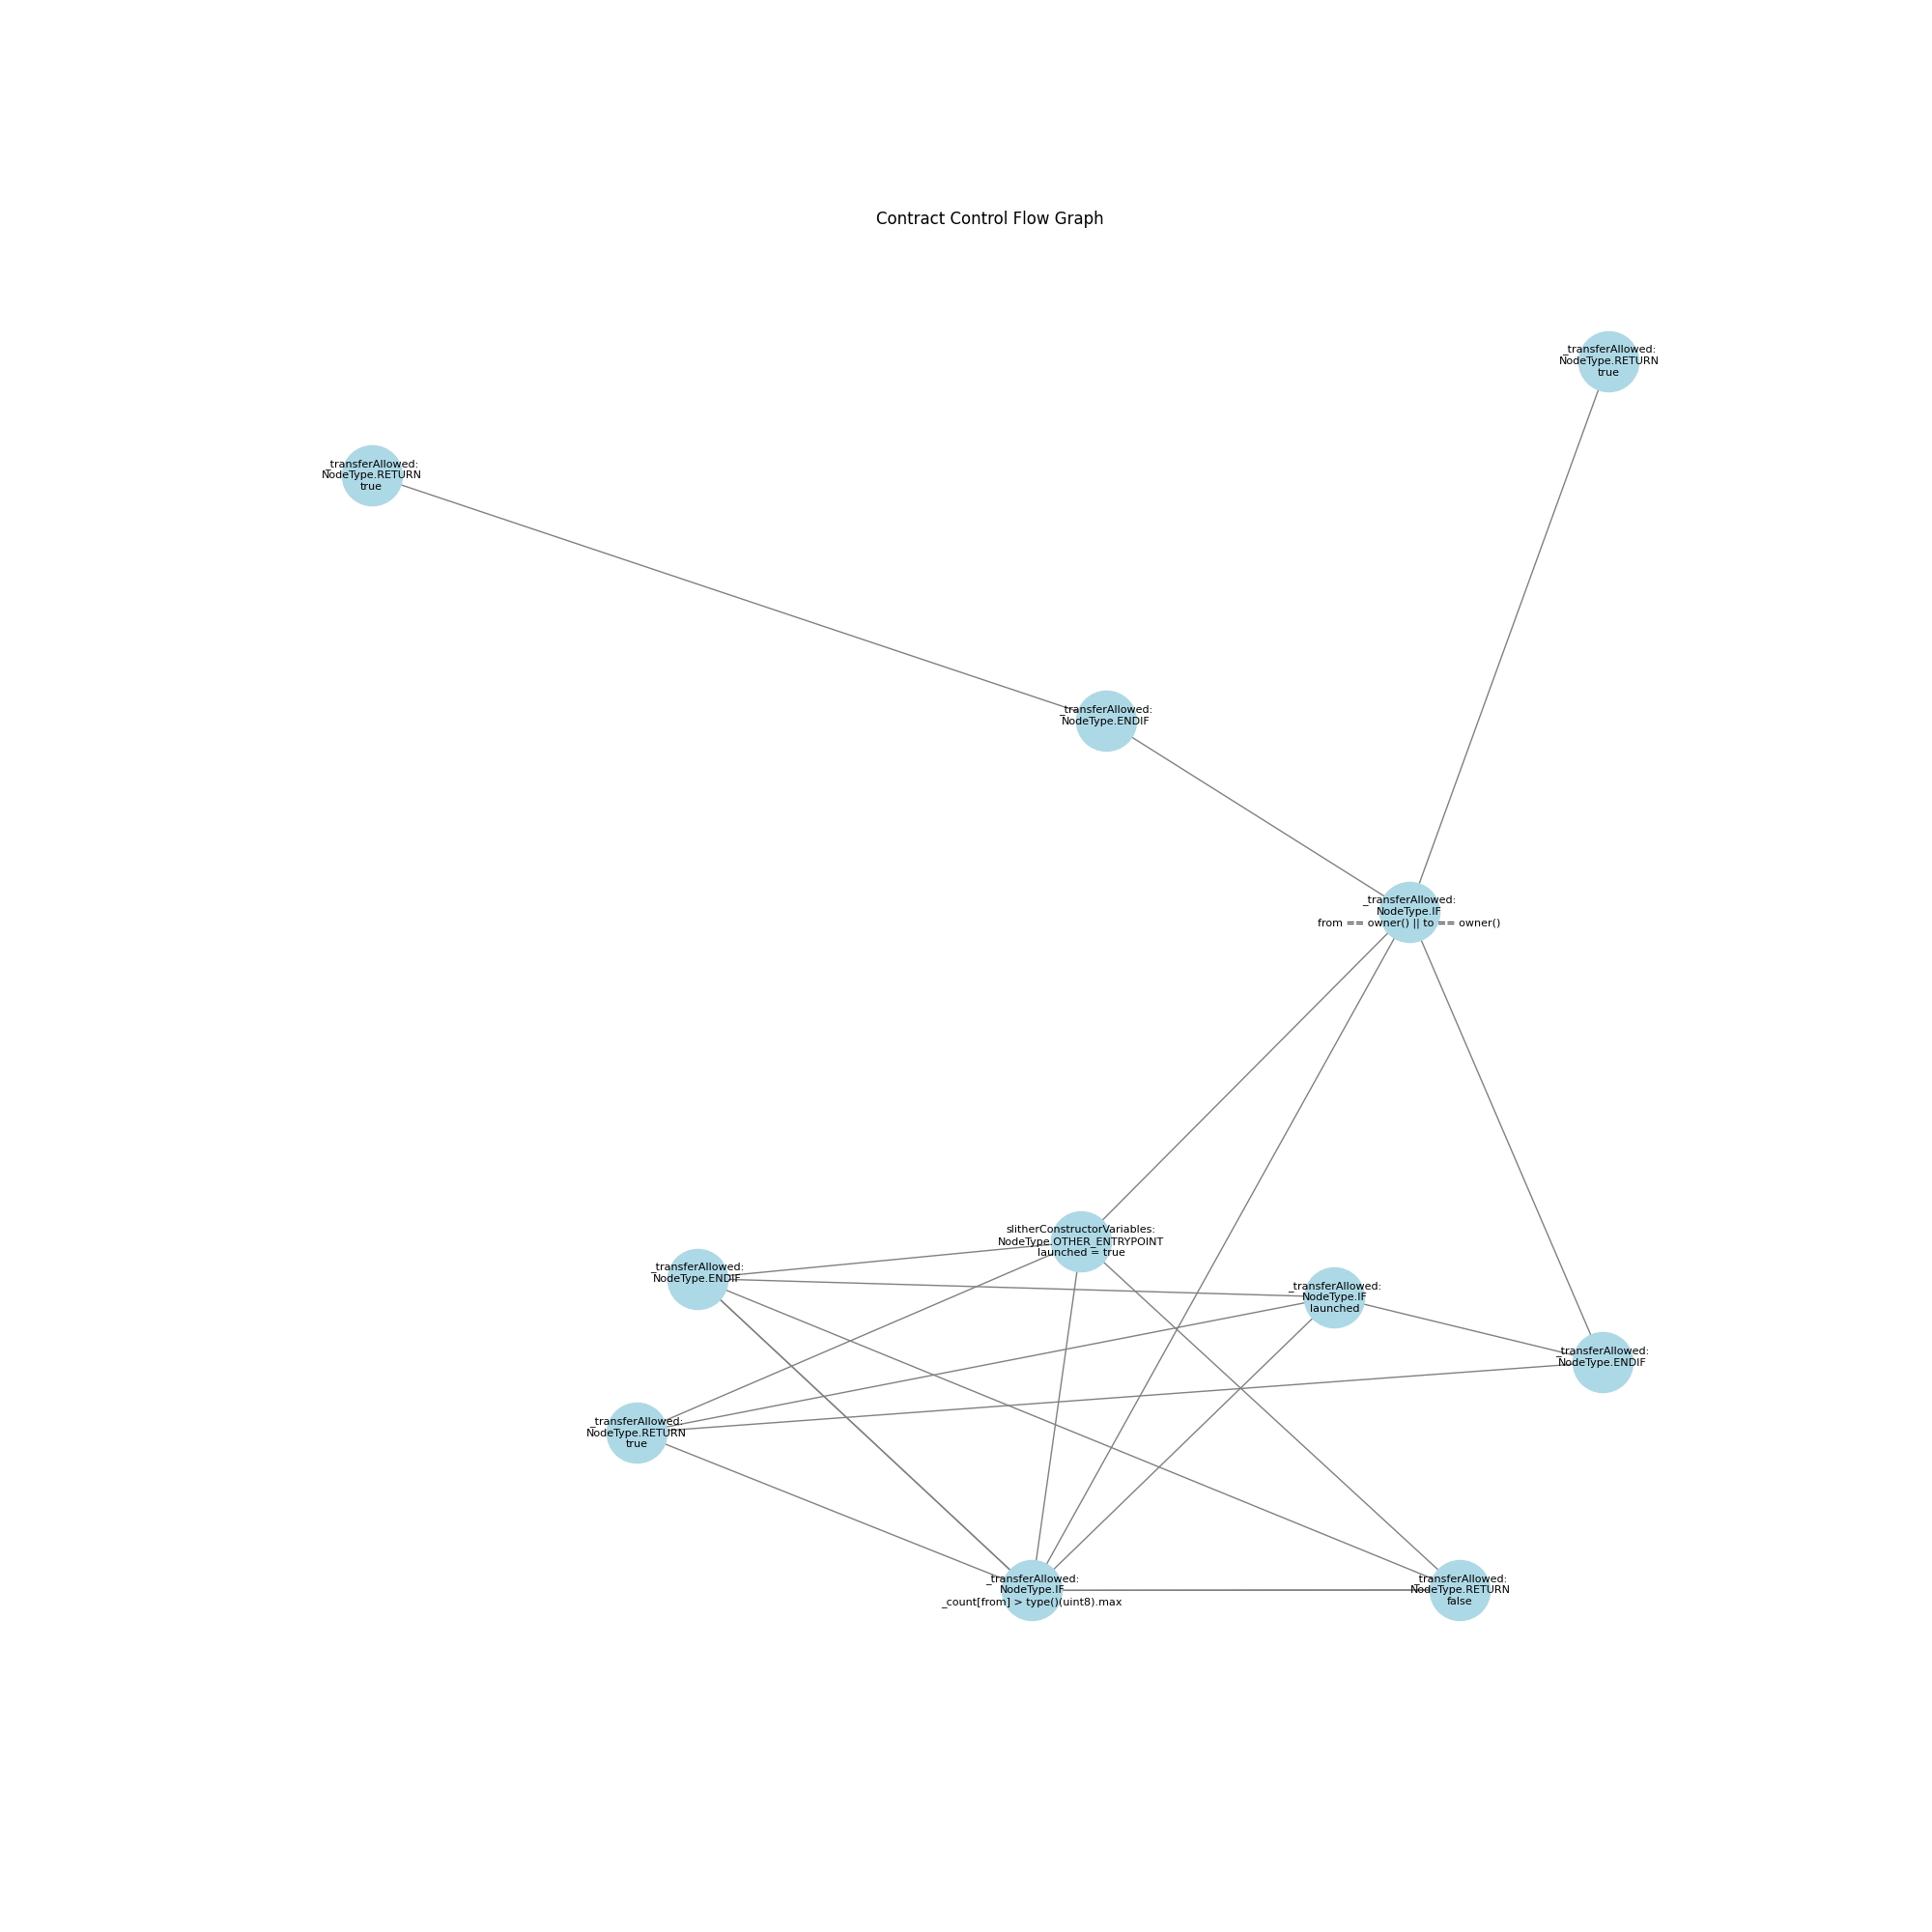 Contract Control Flow Graph
_transferAllowed:
NodeType.RETURN
true
_transferAllowed:
NodeType.RETURN
true
_transferAllowed:
NodeType.ENDIF
_transferAllowed:
NodeType.IF
from == owner() || to == owner()
slitherConstructorVariables:
NodeType.OTHER_ENTRYPOINT
launched = true
_transferAllowed:
NodeType.ENDIF
_transferAllowed:
NodeType.IF
launched
_transferAllowed:
NodeType.ENDIF
_transferAllowed:
NodeType.RETURN
true
_transferAllowed:
NodeType.IF
_count[from] > type()(uint8).max
_transferAllowed:
NodeType.RETURN
false